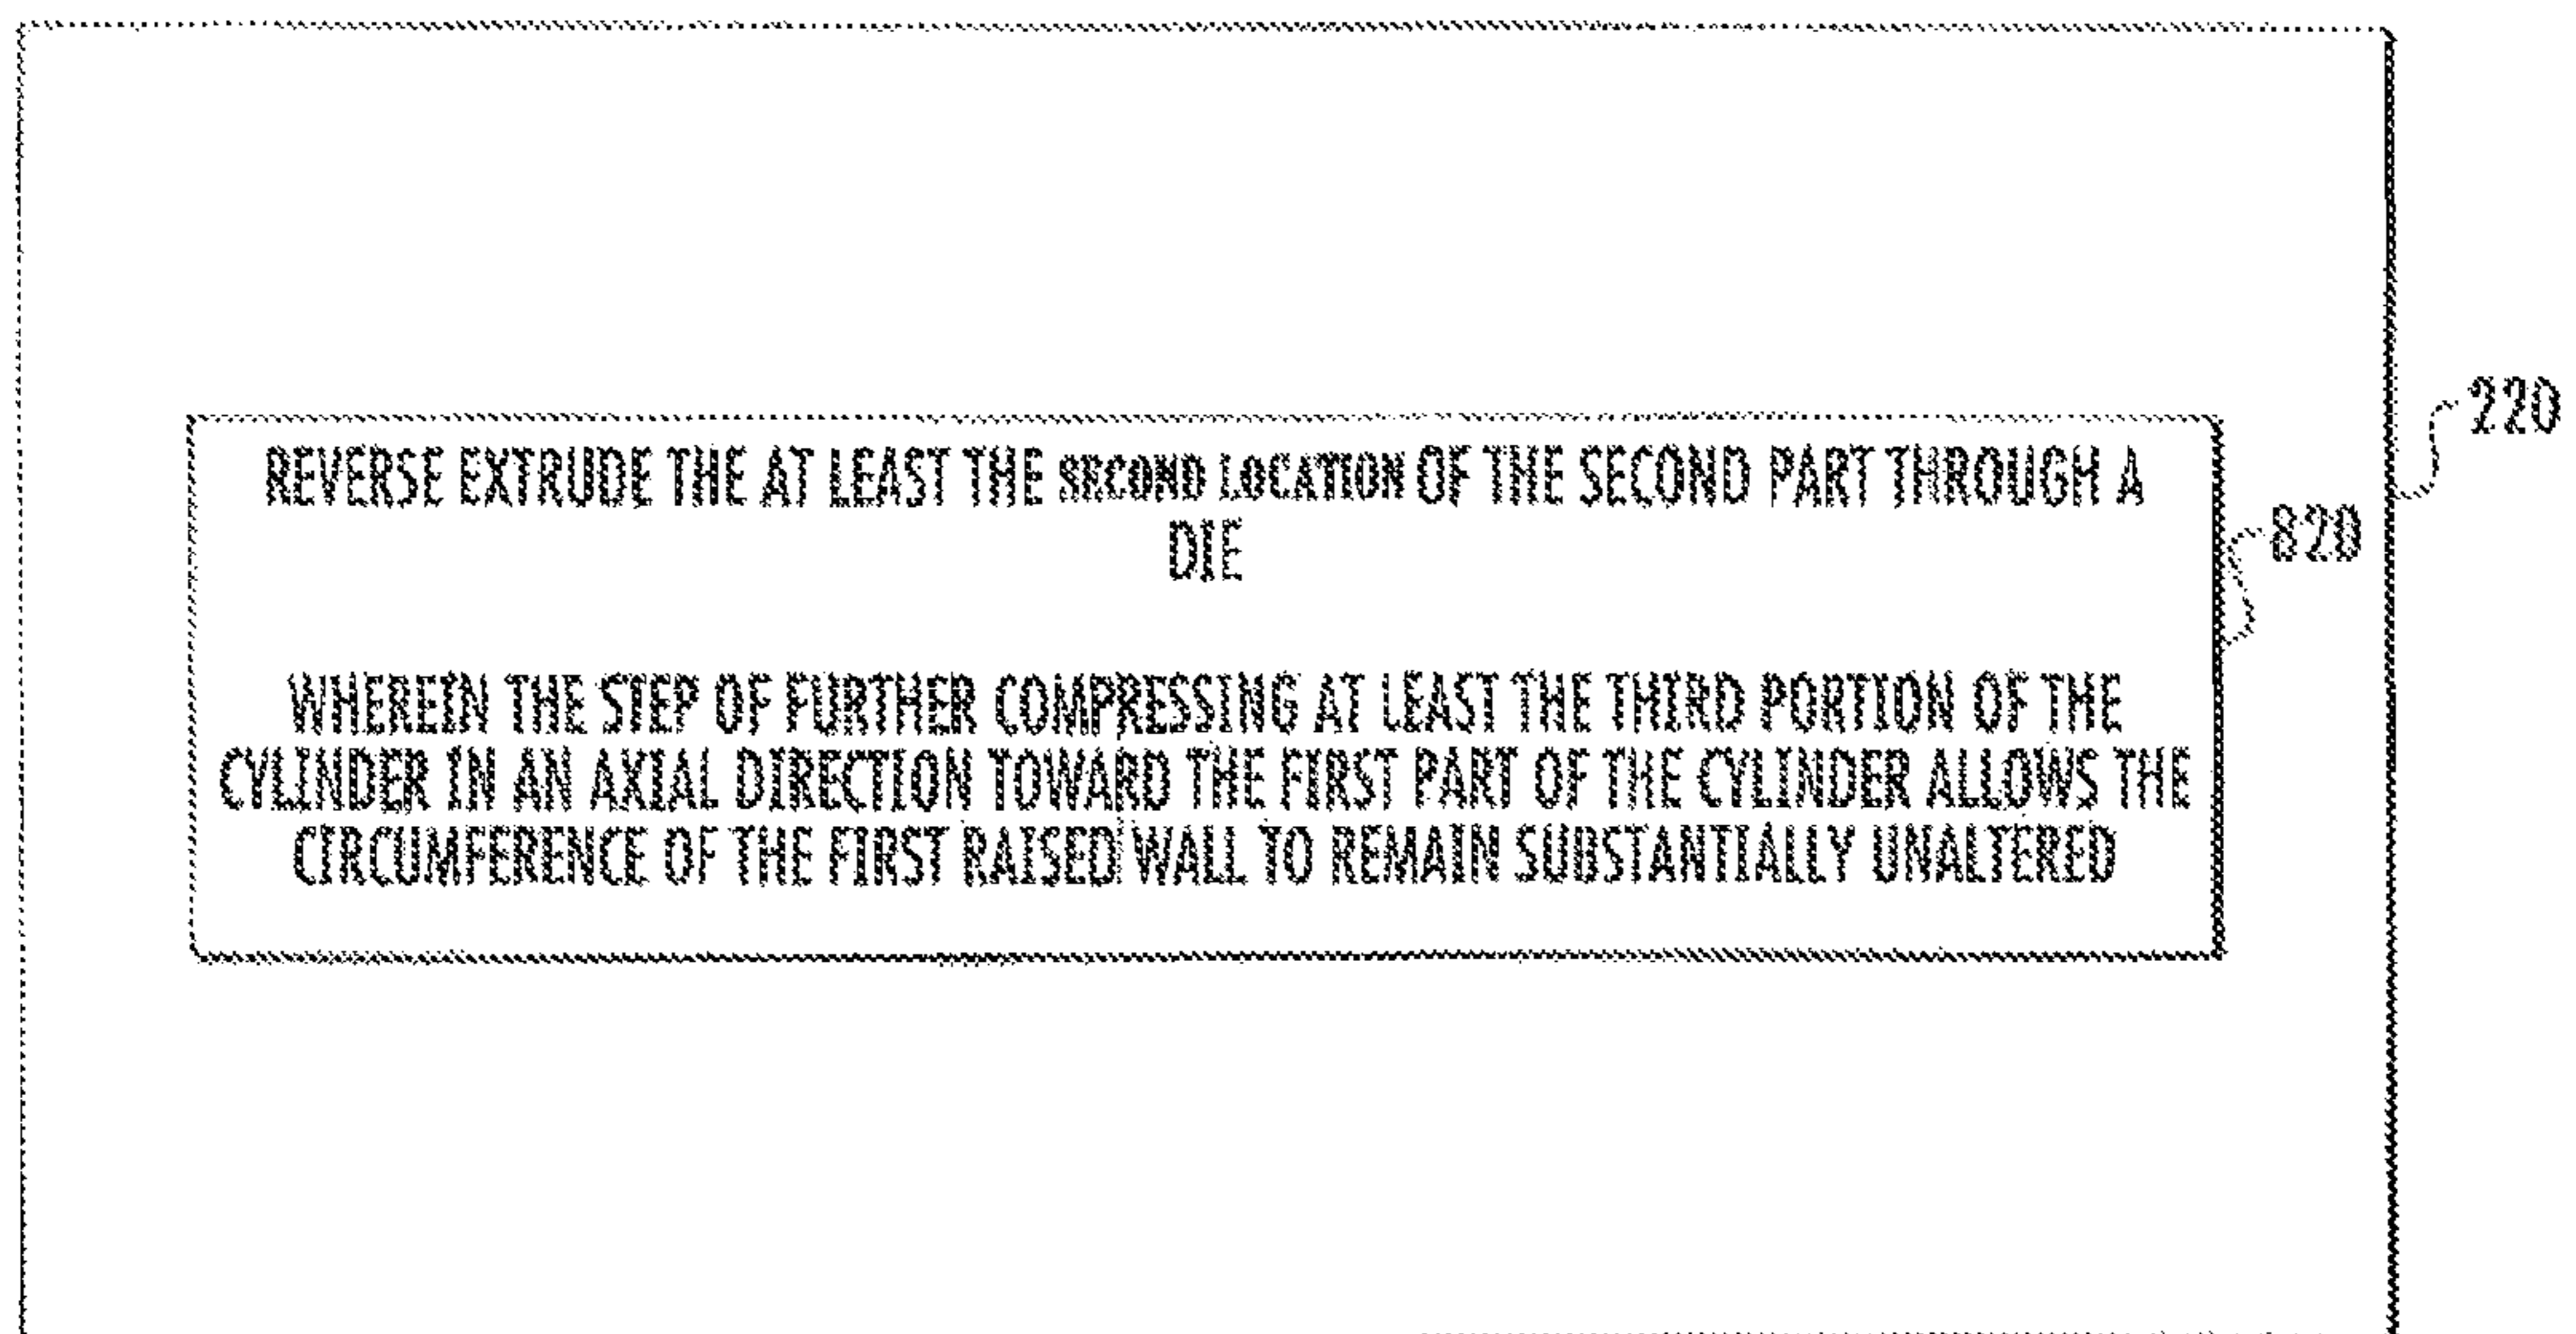 REVERSE EXTRUDE THE AT LEAST THE SECOND LOCATION OF THE SECOND PART THROUGH A
DIE
WHEREIN THE STEP OF FURTHER COMPRESSING AT LEAST THE THIRD PORTION OF THE
CYLINDER IN AN AXIAL DIRECTION TOWARD THE FIRST PART OF THE CYLINDER ALLOWS THE
CIRCUMFERENCE OF THE FIRST RAISED WALL TO REMAIN SUBSTANTIALLY UNALTERED
220
820